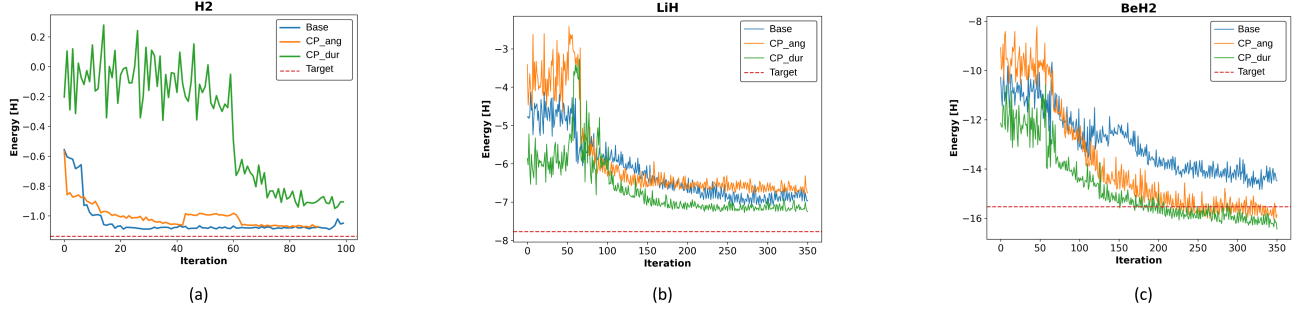 H2
Energy [H]
0.2
0.0
−0.2
−0.4
−0.6
−0.8
−1.0
0 20 40 60 80 100
Iteration
Base
CP_ang
CP_dur
Target
(a)
LiH
Energy [H]
−3
−4
−5
−6
−7
−8
0 50 100 150 200 250 300 350
Iteration
Base
CP_ang
CP_dur
Target
(b)
BeH2
Energy [H]
−8
−10
−12
−14
−16
0 50 100 150 200 250 300 350
Iteration
Base
CP_ang
CP_dur
Target
(c)